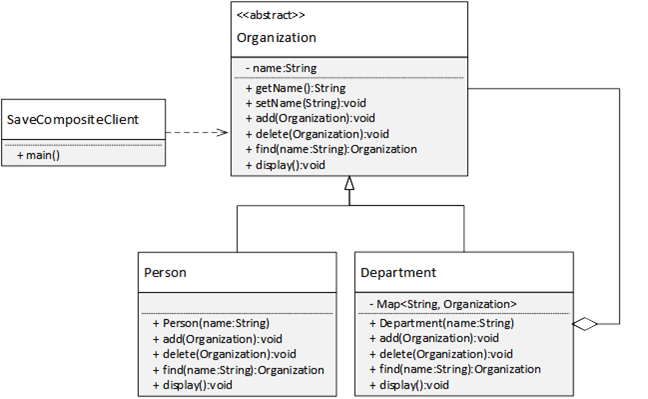 <<abstract>>
Organization
- name:String
+ getName():String
+ setName(String):void
+ add(Organization):void
+ delete(Organization):void
+ find(name:String):Organization
+ display():void
SaveCompositeClient
+ main()
Person
+ Person(name:String)
+ add(Organization):void
+ delete(Organization):void
+ find(name:String):Organization
+ display():void
Department
- Map<String, Organization>
+ Department(name:String)
+ add(Organization):void
+ delete(Organization):void
+ find(name:String):Organization
+ display():void